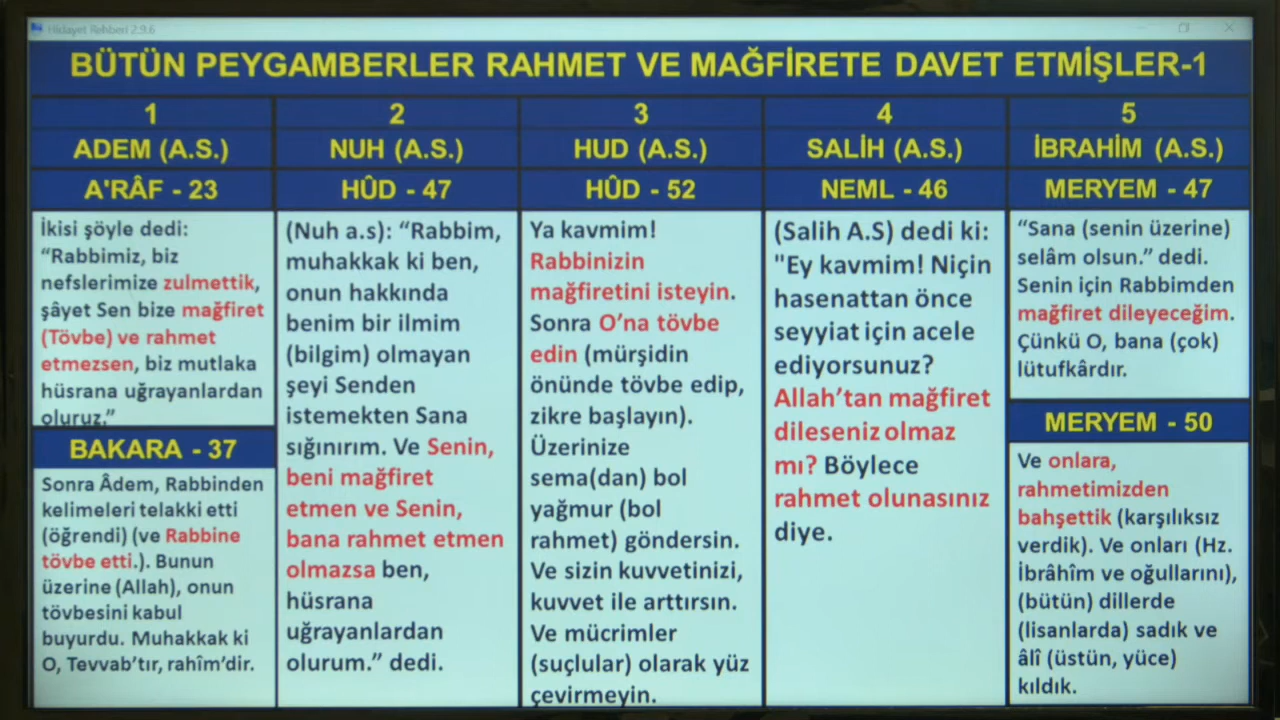 Hidayet Rehberi 2.9.6
BÜTÜN PEYGAMBERLER RAHMET VE MAĞFİRETE DAVET ETMİŞLER-1
1
ADEM (A.S.)
A'RÂF - 23
İkisi şöyle dedi:
“Rabbimiz, biz
nefslerimize zulmettik,
şâyet Sen bize mağfiret
(Tövbe) ve rahmet
etmezsen, biz mutlaka
hüsrana uğrayanlardan
oluruz.”
BAKARA - 37
Sonra Âdem, Rabbinden
kelimeleri telakki etti
(öğrendi) (ve Rabbine
tövbe etti.). Bunun
üzerine (Allah), onun
tövbesini kabul
buyurdu. Muhakkak ki
O, Tevvab’tır, rahîm’dir.
2
NUH (A.S.)
HÛD - 47
(Nuh a.s): “Rabbim,
muhakkak ki ben,
onun hakkında
benim bir ilmim
(bilgim) olmayan
şeyi Senden
istemekten Sana
sığınırım. Ve Senin,
beni mağfiret
etmen ve Senin,
bana rahmet etmen
olmazsa ben,
hüsrana
uğrayanlardan
olurum.” dedi.
3
HUD (A.S.)
HÛD - 52
Ya kavmim!
Rabbinizin
mağfiretini isteyin.
Sonra O’na tövbe
edin (mürşidin
önünde tövbe edip,
zikre başlayın).
Üzerinize
sema(dan) bol
yağmur (bol
rahmet) göndersin.
Ve sizin kuvvetinizi,
kuvvet ile arttırsın.
Ve mücrimler
(suçlular) olarak yüz
çevirmeyin.
4
SALİH (A.S.)
NEML - 46
(Salih A.S) dedi ki:
"Ey kavmim! Niçin
hasenattan önce
seyyiat için acele
ediyorsunuz?
Allah’tan mağfiret
dileseniz olmaz
mı? Böylece
rahmet olunasınız
diye.
5
İBRAHİM (A.S.)
MERYEM - 47
“Sana (senin üzerine)
selâm olsun.” dedi.
Senin için Rabbimden
mağfiret dileyeceğim.
Çünkü O, bana (çok)
lütufkârdır.
MERYEM - 50
Ve onlara,
rahmetimizden
bahşettik (karşılıksız
verdik). Ve onları (Hz.
İbrâhîm ve oğullarını),
(bütün) dillerde
(lisanlarda) sadık ve
âlî (üstün, yüce)
kıldık.